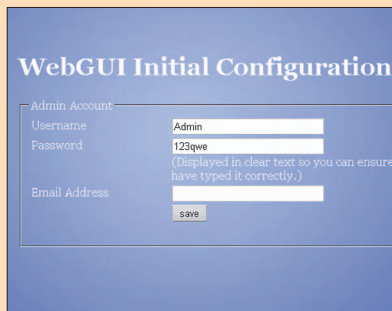 WebGUI Initial Configuration
Admin Account
Username Admin
Password 123qwe
(Displayed in clear text so you can ensure
have typed it correctly.)
Email Address
save